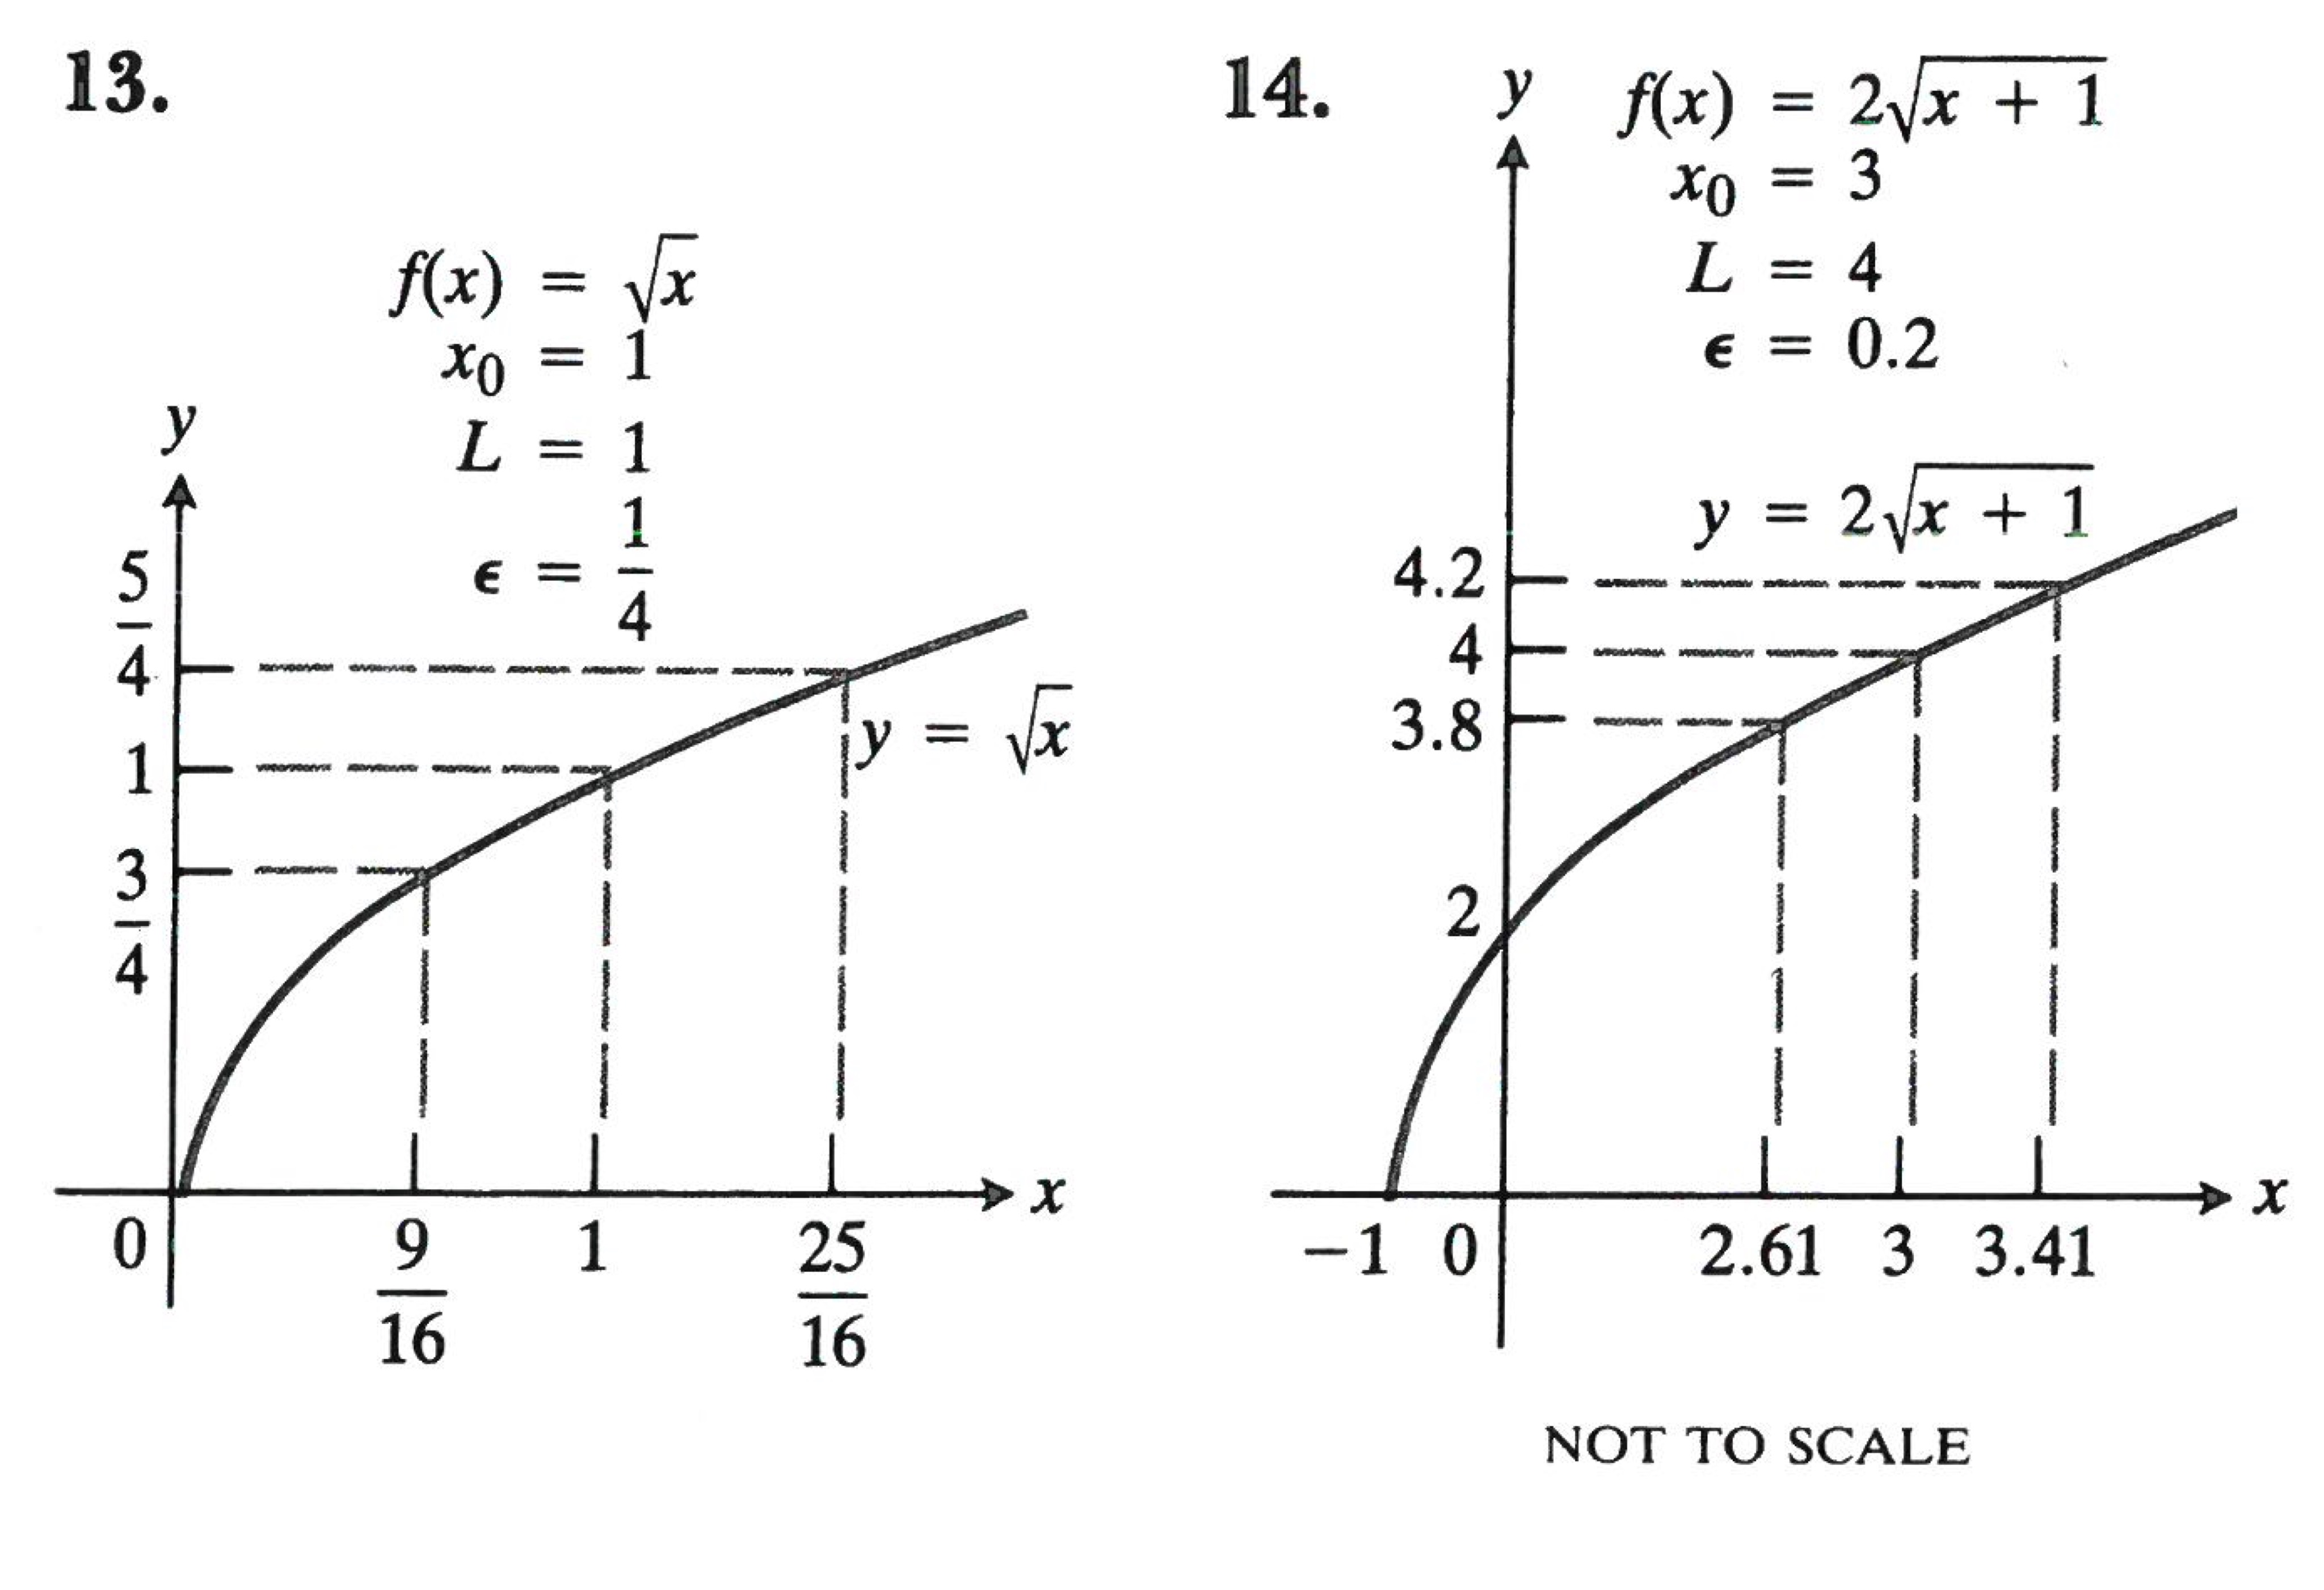 13.
f(x) = √x
x₀ = 1
L = 1
ϵ = 1/4
y
5/4
1
3/4
y = √x
x
0
9/16
1
25/16
14.
y
f(x) = 2√(x + 1)
x₀ = 3
L = 4
ϵ = 0.2
y = 2√(x + 1)
4.2
4
3.8
2
x
−1 0 2.61 3 3.41
NOT TO SCALE